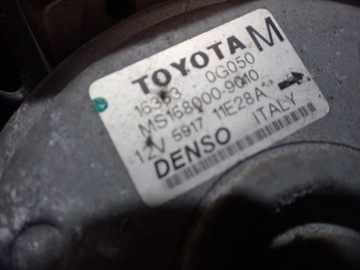 TOYOTA M
16363 0G050
MS168000-9010
12V 5917 11E28A
DENSO ITALY